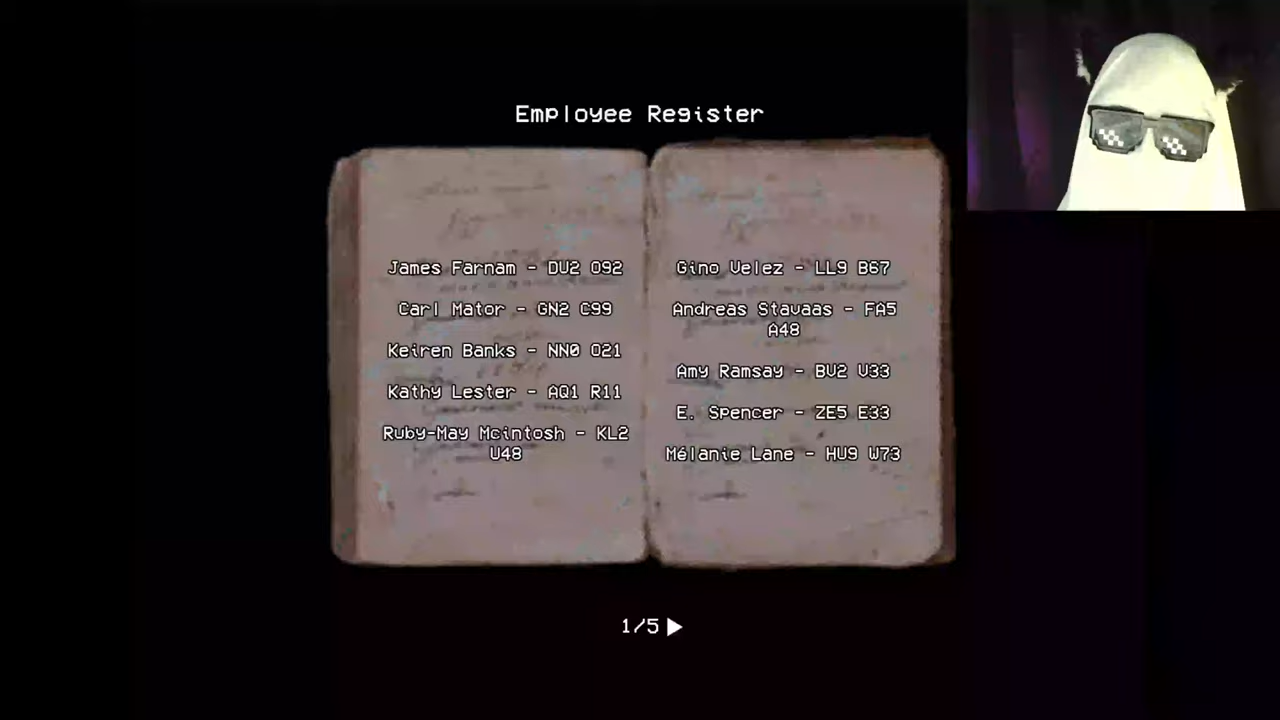 Employee Register
James Farnam - DU2 O92
Carl Mator - GN2 C99
Keiren Banks - NN0 O21
Kathy Lester - AQ1 R11
Ruby-May Mcintosh - KL2
U48
Gino Velez - LL9 B67
Andreas Stavaas - FA5
A48
Amy Ramsay - BV2 V33
E. Spencer - ZE5 E33
Mélanie Lane - HU9 W73
1/5